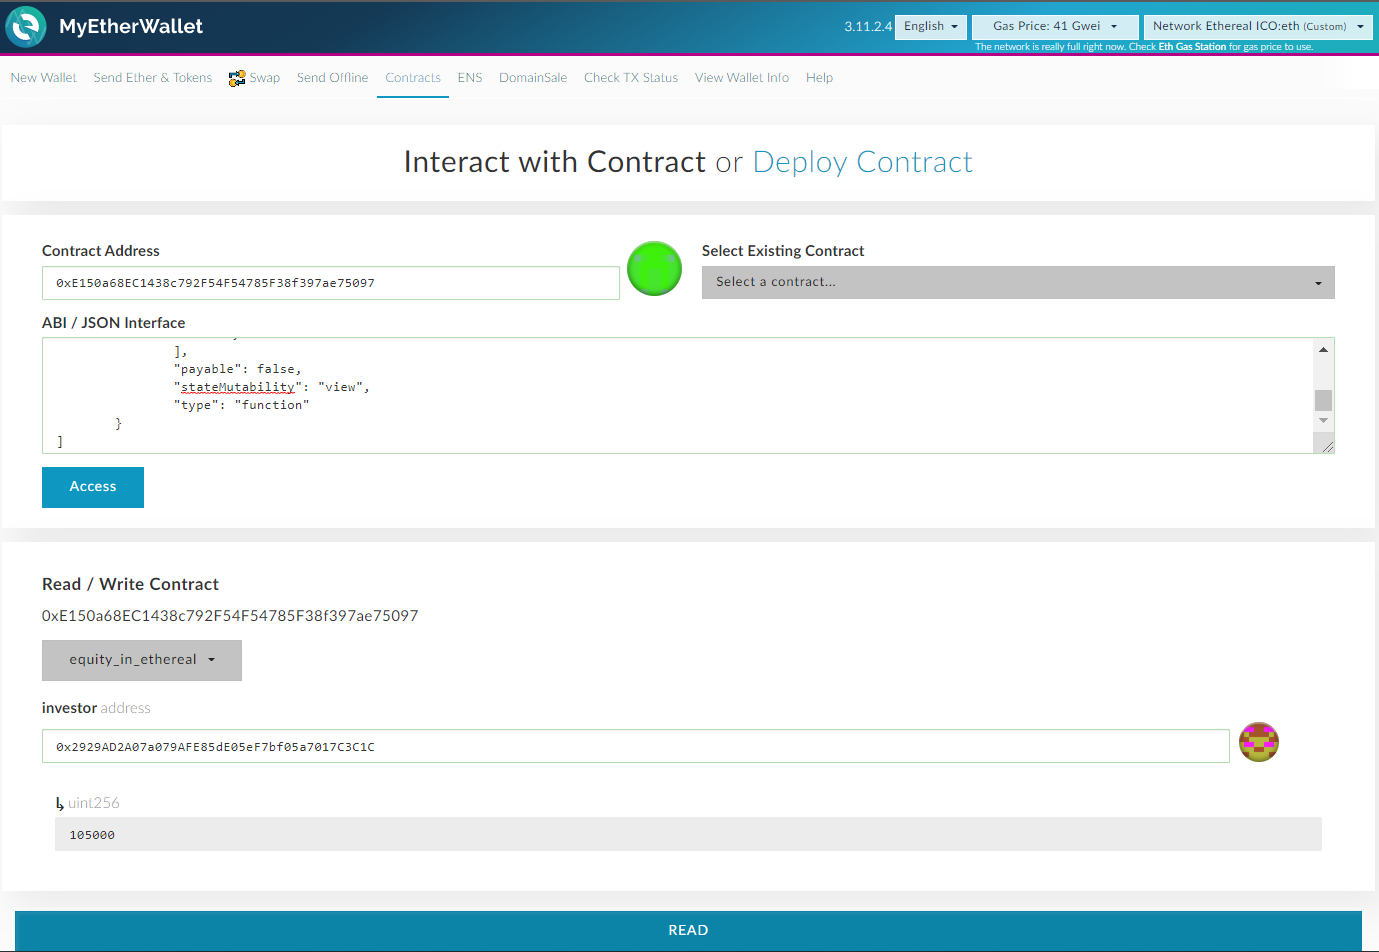 MyEtherWallet
3.11.2.4 English Gas Price: 41 Gwei Network Ethereal ICO:eth (Custom)
The network is really full right now. Check Eth Gas Station for gas price to use.
New Wallet Send Ether & Tokens Swap Send Offline Contracts ENS DomainSale Check TX Status View Wallet Info Help
Interact with Contract or Deploy Contract
Contract Address
0xE150a68EC1438c792F54F54785F38f397ae75097
Select Existing Contract
Select a contract...
ABI / JSON Interface
],
"payable": false,
"stateMutability": "view",
"type": "function"
}
]
Access
Read / Write Contract
0xE150a68EC1438c792F54F54785F38f397ae75097
equity_in_ethereal
investor address
0x2929AD2A07a079AFE85dE05eF7bf05a7017C3C1C
uint256
105000
READ